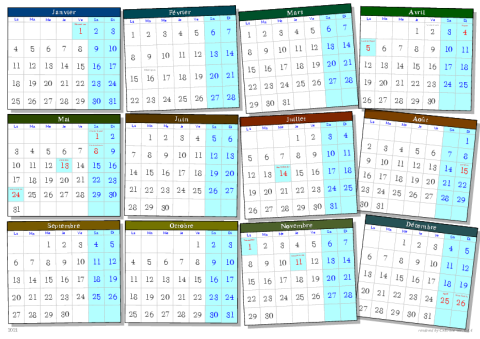 Janvier
Lu Ma Me Je Ve Sa Di
1 2 3
4 5 6 7 8 9 10
11 12 13 14 15 16 17
18 19 20 21 22 23 24
25 26 27 28 29 30 31
Février
Lu Ma Me Je Ve Sa Di
1 2 3 4 5 6 7
8 9 10 11 12 13 14
15 16 17 18 19 20 21
22 23 24 25 26 27 28
Mars
Lu Ma Me Je Ve Sa Di
1 2 3 4 5 6 7
8 9 10 11 12 13 14
15 16 17 18 19 20 21
22 23 24 25 26 27 28
29 30 31
Avril
Lu Ma Me Je Ve Sa Di
1 2 3 4
5 6 7 8 9 10 11
12 13 14 15 16 17 18
19 20 21 22 23 24 25
26 27 28 29 30
Mai
Lu Ma Me Je Ve Sa Di
1 2
3 4 5 6 7 8 9
10 11 12 13 14 15 16
17 18 19 20 21 22 23
24 25 26 27 28 29 30
31
Juin
Lu Ma Me Je Ve Sa Di
1 2 3 4 5 6
7 8 9 10 11 12 13
14 15 16 17 18 19 20
21 22 23 24 25 26 27
28 29 30
Juillet
Lu Ma Me Je Ve Sa Di
1 2 3 4
5 6 7 8 9 10 11
12 13 14 15 16 17 18
19 20 21 22 23 24 25
26 27 28 29 30 31
Août
Lu Ma Me Je Ve Sa Di
1
2 3 4 5 6 7 8
9 10 11 12 13 14 15
16 17 18 19 20 21 22
23 24 25 26 27 28 29
30 31
Septembre
Lu Ma Me Je Ve Sa Di
1 2 3 4 5
6 7 8 9 10 11 12
13 14 15 16 17 18 19
20 21 22 23 24 25 26
27 28 29 30
Octobre
Lu Ma Me Je Ve Sa Di
1 2 3
4 5 6 7 8 9 10
11 12 13 14 15 16 17
18 19 20 21 22 23 24
25 26 27 28 29 30 31
Novembre
Lu Ma Me Je Ve Sa Di
1 2 3 4 5 6 7
8 9 10 11 12 13 14
15 16 17 18 19 20 21
22 23 24 25 26 27 28
29 30
Décembre
Lu Ma Me Je Ve Sa Di
1 2 3 4 5
6 7 8 9 10 11 12
13 14 15 16 17 18 19
20 21 22 23 24 25 26
27 28 29 30 31
2021